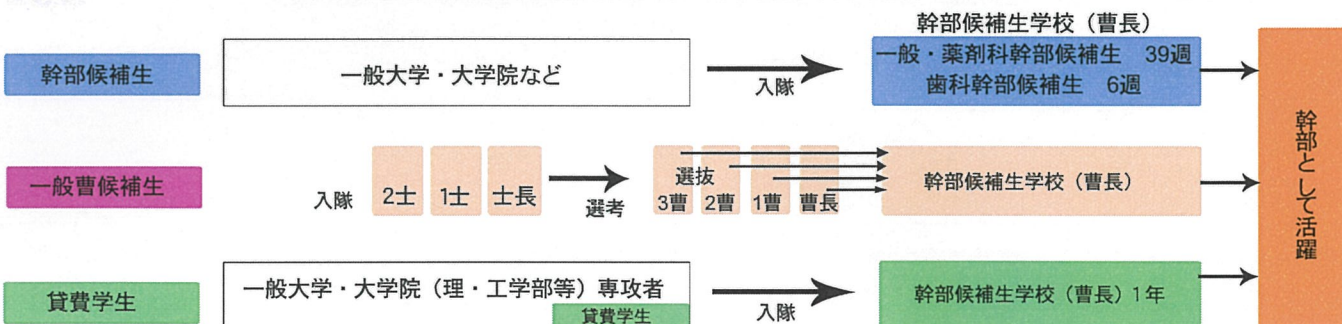 幹部候補生学校（曹長）
幹部候補生
一般大学・大学院など
入隊
一般・薬剤科幹部候補生　39週
歯科幹部候補生　6週
一般曹候補生
入隊
2士
1士
士長
選考
選抜
3曹
2曹
1曹
曹長
幹部候補生学校（曹長）
貸費学生
一般大学・大学院（理・工学部等）専攻者
貸費学生
入隊
幹部候補生学校（曹長）1年
幹部として活躍